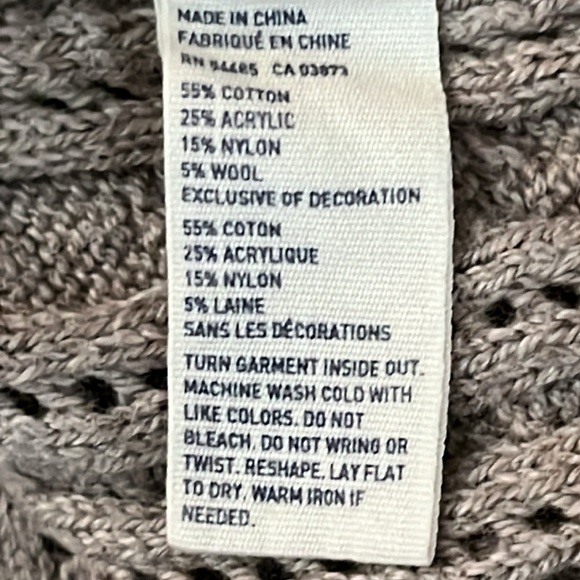 MADE IN CHINA
FABRIQUÉ EN CHINE
RN 54485 CA 03873
55% COTTON
25% ACRYLIC
15% NYLON
5% WOOL
EXCLUSIVE OF DECORATION
55% COTON
25% ACRYLIQUE
15% NYLON
5% LAINE
SANS LES DÉCORATIONS
TURN GARMENT INSIDE OUT.
MACHINE WASH COLD WITH
LIKE COLORS. DO NOT
BLEACH. DO NOT WRING OR
TWIST. RESHAPE. LAY FLAT
TO DRY. WARM IRON IF
NEEDED.